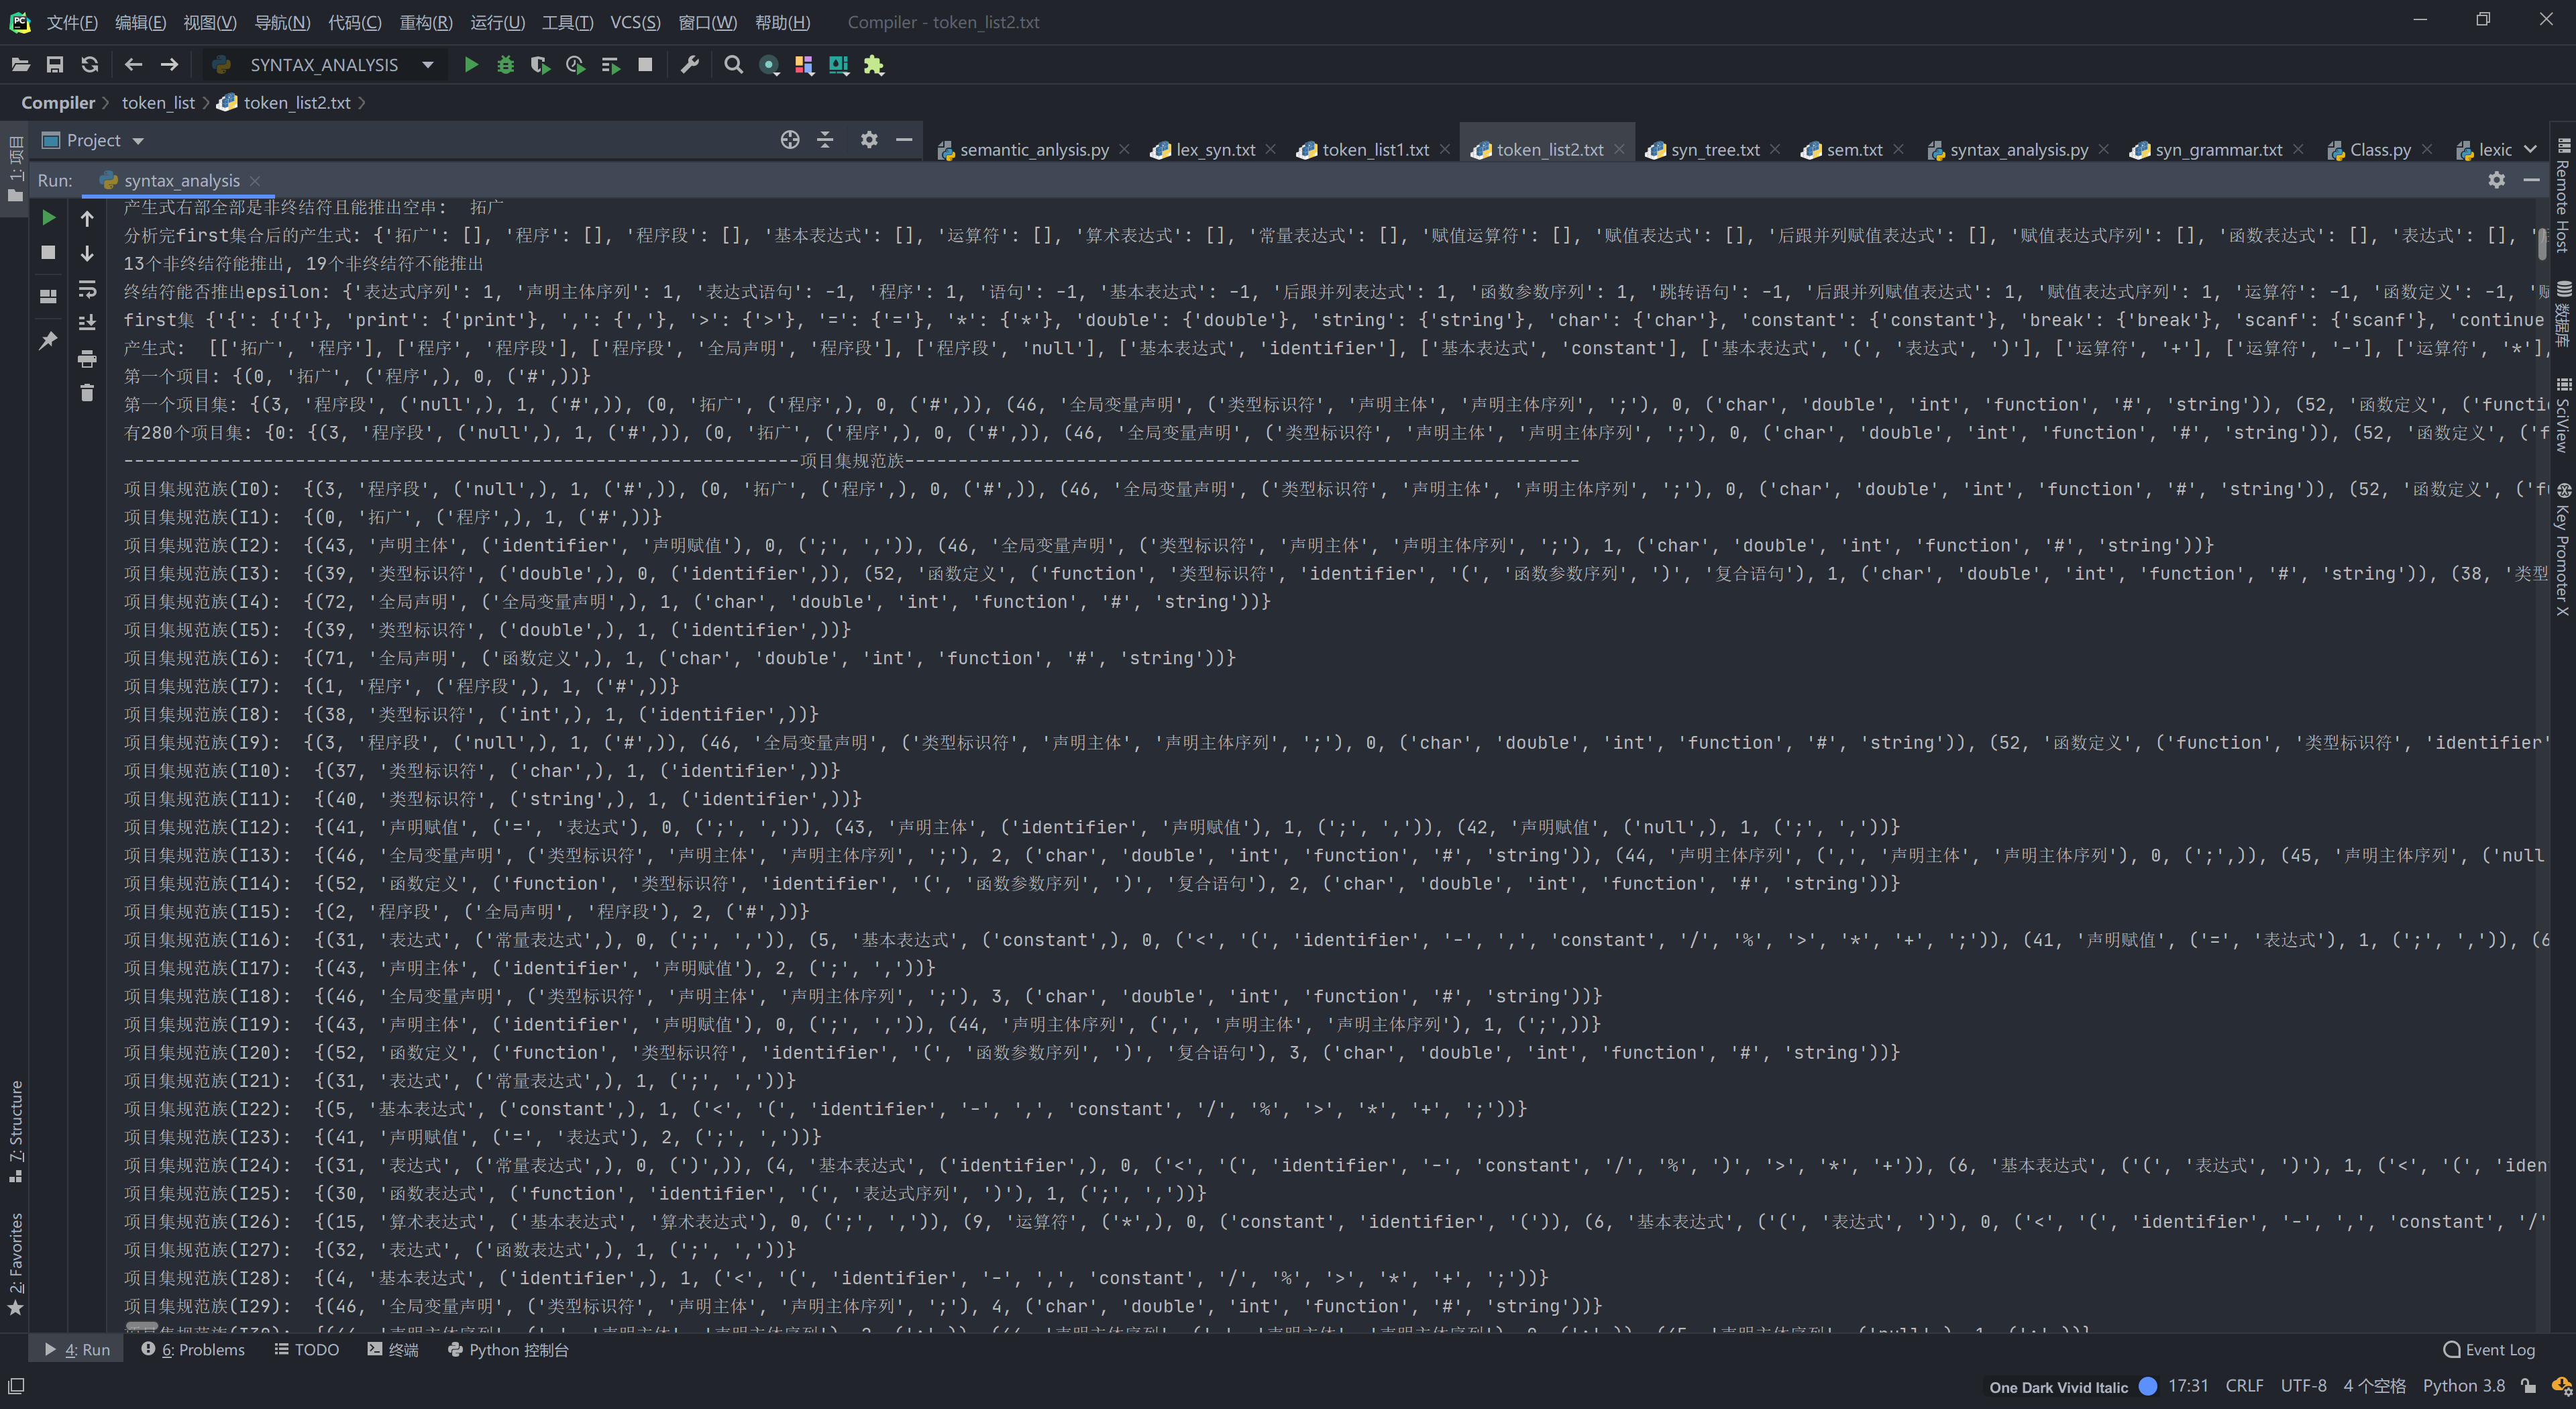 文件(F) 编辑(E) 视图(V) 导航(N) 代码(C) 重构(R) 运行(U) 工具(T) VCS(S) 窗口(W) 帮助(H) Compiler - token_list2.txt
SYNTAX_ANALYSIS
Compiler token_list token_list2.txt
Project
semantic_anlysis.py lex_syn.txt token_list1.txt token_list2.txt syn_tree.txt sem.txt syntax_analysis.py syn_grammar.txt Class.py lexic
Run: syntax_analysis
产生式右部全部是非终结符且能推出空串: 拓广
分析完first集合后的产生式: {'拓广': [], '程序': [], '程序段': [], '基本表达式': [], '运算符': [], '算术表达式': [], '常量表达式': [], '赋值运算符': [], '赋值表达式': [], '后跟并列赋值表达式': [], '赋值表达式序列': [], '函数表达式': [], '表达式': [],
13个非终结符能推出, 19个非终结符不能推出
终结符能否推出epsilon: {'表达式序列': 1, '声明主体序列': 1, '表达式语句': -1, '程序': 1, '语句': -1, '基本表达式': -1, '后跟并列表达式': 1, '函数参数序列': 1, '跳转语句': -1, '后跟并列赋值表达式': 1, '赋值表达式序列': 1, '运算符': -1, '函数定义': -1,
first集 {'{': {'{'}, 'print': {'print'}, ',': {','}, '>': {'>'}, '=': {'='}, '*': {'*'}, 'double': {'double'}, 'string': {'string'}, 'char': {'char'}, 'constant': {'constant'}, 'break': {'break'}, 'scanf': {'scanf'}, 'continue
产生式: [['拓广', '程序'], ['程序', '程序段'], ['程序段', '全局声明', '程序段'], ['程序段', 'null'], ['基本表达式', 'identifier'], ['基本表达式', 'constant'], ['基本表达式', '(', '表达式', ')'], ['运算符', '+'], ['运算符', '-'], ['运算符', '*'],
第一个项目: {(0, '拓广', ('程序',), 0, ('#',))}
第一个项目集: {(3, '程序段', ('null',), 1, ('#',)), (0, '拓广', ('程序',), 0, ('#',)), (46, '全局变量声明', ('类型标识符', '声明主体', '声明主体序列', ';'), 0, ('char', 'double', 'int', 'function', '#', 'string')), (52, '函数定义', ('functi
有280个项目集: {0: {(3, '程序段', ('null',), 1, ('#',)), (0, '拓广', ('程序',), 0, ('#',)), (46, '全局变量声明', ('类型标识符', '声明主体', '声明主体序列', ';'), 0, ('char', 'double', 'int', 'function', '#', 'string')), (52, '函数定义', ('f
---------------------------------------------------------------项目集规范族---------------------------------------------------------------
项目集规范族(I0): {(3, '程序段', ('null',), 1, ('#',)), (0, '拓广', ('程序',), 0, ('#',)), (46, '全局变量声明', ('类型标识符', '声明主体', '声明主体序列', ';'), 0, ('char', 'double', 'int', 'function', '#', 'string')), (52, '函数定义', ('fu
项目集规范族(I1): {(0, '拓广', ('程序',), 1, ('#',))}
项目集规范族(I2): {(43, '声明主体', ('identifier', '声明赋值'), 0, (';', ',')), (46, '全局变量声明', ('类型标识符', '声明主体', '声明主体序列', ';'), 1, ('char', 'double', 'int', 'function', '#', 'string'))}
项目集规范族(I3): {(39, '类型标识符', ('double',), 0, ('identifier',)), (52, '函数定义', ('function', '类型标识符', 'identifier', '(', '函数参数序列', ')', '复合语句'), 1, ('char', 'double', 'int', 'function', '#', 'string')), (38, '类型
项目集规范族(I4): {(72, '全局声明', ('全局变量声明',), 1, ('char', 'double', 'int', 'function', '#', 'string'))}
项目集规范族(I5): {(39, '类型标识符', ('double',), 1, ('identifier',))}
项目集规范族(I6): {(71, '全局声明', ('函数定义',), 1, ('char', 'double', 'int', 'function', '#', 'string'))}
项目集规范族(I7): {(1, '程序', ('程序段',), 1, ('#',))}
项目集规范族(I8): {(38, '类型标识符', ('int',), 1, ('identifier',))}
项目集规范族(I9): {(3, '程序段', ('null',), 1, ('#',)), (46, '全局变量声明', ('类型标识符', '声明主体', '声明主体序列', ';'), 0, ('char', 'double', 'int', 'function', '#', 'string')), (52, '函数定义', ('function', '类型标识符', 'identifier'
项目集规范族(I10): {(37, '类型标识符', ('char',), 1, ('identifier',))}
项目集规范族(I11): {(40, '类型标识符', ('string',), 1, ('identifier',))}
项目集规范族(I12): {(41, '声明赋值', ('=', '表达式'), 0, (';', ',')), (43, '声明主体', ('identifier', '声明赋值'), 1, (';', ',')), (42, '声明赋值', ('null',), 1, (';', ','))}
项目集规范族(I13): {(46, '全局变量声明', ('类型标识符', '声明主体', '声明主体序列', ';'), 2, ('char', 'double', 'int', 'function', '#', 'string')), (44, '声明主体序列', (',', '声明主体', '声明主体序列'), 0, (';',)), (45, '声明主体序列', ('null
项目集规范族(I14): {(52, '函数定义', ('function', '类型标识符', 'identifier', '(', '函数参数序列', ')', '复合语句'), 2, ('char', 'double', 'int', 'function', '#', 'string'))}
项目集规范族(I15): {(2, '程序段', ('全局声明', '程序段'), 2, ('#',))}
项目集规范族(I16): {(31, '表达式', ('常量表达式',), 0, (';', ',')), (5, '基本表达式', ('constant',), 0, ('<', '(', 'identifier', '-', ',', 'constant', '/', '%', '>', '*', '+', ';')), (41, '声明赋值', ('=', '表达式'), 1, (';', ',')), (6
项目集规范族(I17): {(43, '声明主体', ('identifier', '声明赋值'), 2, (';', ','))}
项目集规范族(I18): {(46, '全局变量声明', ('类型标识符', '声明主体', '声明主体序列', ';'), 3, ('char', 'double', 'int', 'function', '#', 'string'))}
项目集规范族(I19): {(43, '声明主体', ('identifier', '声明赋值'), 0, (';', ',')), (44, '声明主体序列', (',', '声明主体', '声明主体序列'), 1, (';',))}
项目集规范族(I20): {(52, '函数定义', ('function', '类型标识符', 'identifier', '(', '函数参数序列', ')', '复合语句'), 3, ('char', 'double', 'int', 'function', '#', 'string'))}
项目集规范族(I21): {(31, '表达式', ('常量表达式',), 1, (';', ','))}
项目集规范族(I22): {(5, '基本表达式', ('constant',), 1, ('<', '(', 'identifier', '-', ',', 'constant', '/', '%', '>', '*', '+', ';'))}
项目集规范族(I23): {(41, '声明赋值', ('=', '表达式'), 2, (';', ','))}
项目集规范族(I24): {(31, '表达式', ('常量表达式',), 0, (')',)), (4, '基本表达式', ('identifier',), 0, ('<', '(', 'identifier', '-', 'constant', '/', '%', ')', '>', '*', '+')), (6, '基本表达式', ('(', '表达式', ')'), 1, ('<', '(', 'iden
项目集规范族(I25): {(30, '函数表达式', ('function', 'identifier', '(', '表达式序列', ')'), 1, (';', ','))}
项目集规范族(I26): {(15, '算术表达式', ('基本表达式', '算术表达式'), 0, (';', ',')), (9, '运算符', ('*',), 0, ('constant', 'identifier', '(')), (6, '基本表达式', ('(', '表达式', ')'), 0, ('<', '(', 'identifier', '-', ',', 'constant', '/'
项目集规范族(I27): {(32, '表达式', ('函数表达式',), 1, (';', ','))}
项目集规范族(I28): {(4, '基本表达式', ('identifier',), 1, ('<', '(', 'identifier', '-', ',', 'constant', '/', '%', '>', '*', '+', ';'))}
项目集规范族(I29): {(46, '全局变量声明', ('类型标识符', '声明主体', '声明主体序列', ';'), 4, ('char', 'double', 'int', 'function', '#', 'string'))}
1: 项目
7: Structure
2: Favorites
Remote Host
数据库
SciView
Key Promoter X
4: Run 6: Problems TODO 终端 Python 控制台 Event Log
One Dark Vivid Italic 17:31 CRLF UTF-8 4 个空格 Python 3.8